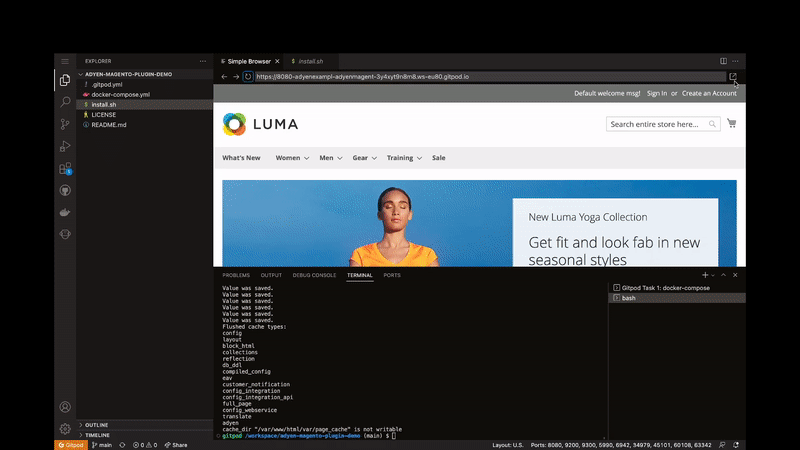 EXPLORER
ADYEN-MAGENTO-PLUGIN-DEMO
.gitpod.yml
docker-compose.yml
install.sh
LICENSE
README.md
OUTLINE
TIMELINE
Simple Browser
install.sh
https://8080-adyenexampl-adyenmagent-3y4xyt9n8m8.ws-eu80.gitpod.io
Default welcome msg! Sign In or Create an Account
LUMA
Search entire store here...
What's New Women Men Gear Training Sale
New Luma Yoga Collection
Get fit and look fab in new
seasonal styles
PROBLEMS OUTPUT DEBUG CONSOLE TERMINAL PORTS
Value was saved.
Value was saved.
Value was saved.
Value was saved.
Value was saved.
Value was saved.
Flushed cache types:
config
layout
block_html
collections
reflection
db_ddl
compiled_config
eav
customer_notification
config_integration
config_integration_api
full_page
config_webservice
translate
adyen
cache_dir "/var/www/html/var/page_cache" is not writable
gitpod /workspace/adyen-magento-plugin-demo (main) $
Gitpod Task 1: docker-compose
bash
Gitpod main 0 0 Share Layout: U.S. Ports: 8080, 9200, 9300, 5990, 6942, 34979, 45101, 60108, 63342